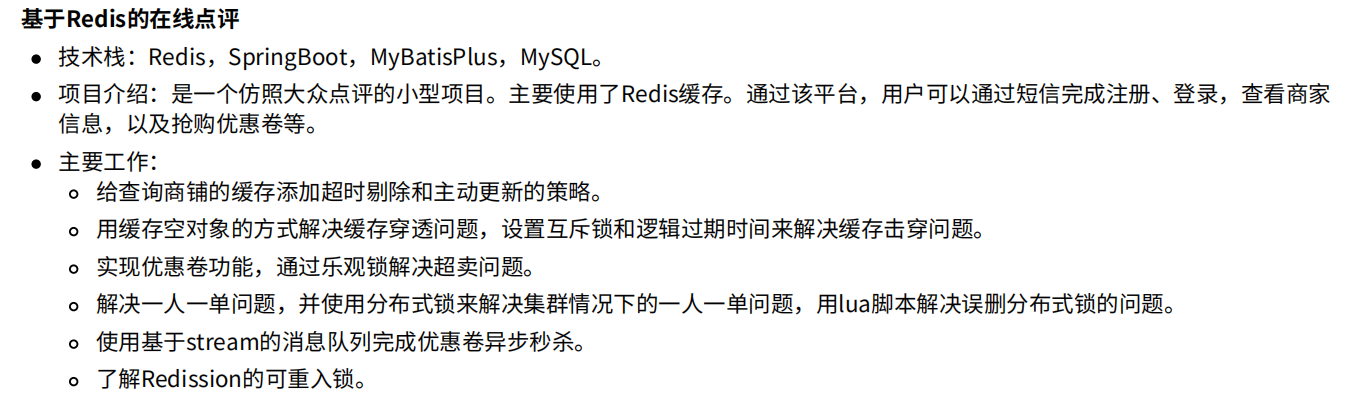 基于Redis的在线点评
● 技术栈：Redis，SpringBoot，MyBatisPlus，MySQL。
● 项目介绍：是一个仿照大众点评的小型项目。主要使用了Redis缓存。通过该平台，用户可以通过短信完成注册、登录，查看商家
信息，以及抢购优惠卷等。
● 主要工作：
○ 给查询商铺的缓存添加超时剔除和主动更新的策略。
○ 用缓存空对象的方式解决缓存穿透问题，设置互斥锁和逻辑过期时间来解决缓存击穿问题。
○ 实现优惠卷功能，通过乐观锁解决超卖问题。
○ 解决一人一单问题，并使用分布式锁来解决集群情况下的一人一单问题，用lua脚本解决误删分布式锁的问题。
○ 使用基于stream的消息队列完成优惠卷异步秒杀。
○ 了解Redission的可重入锁。